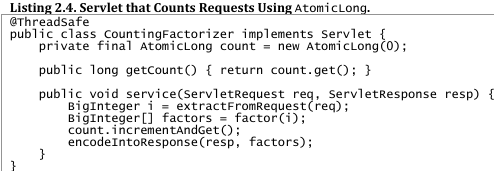 Listing 2.4. Servlet that Counts Requests Using AtomicLong.
@ThreadSafe
public class CountingFactorizer implements Servlet {
    private final AtomicLong count = new AtomicLong(0);

    public long getCount() { return count.get(); }

    public void service(ServletRequest req, ServletResponse resp) {
        BigInteger i = extractFromRequest(req);
        BigInteger[] factors = factor(i);
        count.incrementAndGet();
        encodeIntoResponse(resp, factors);
    }
}